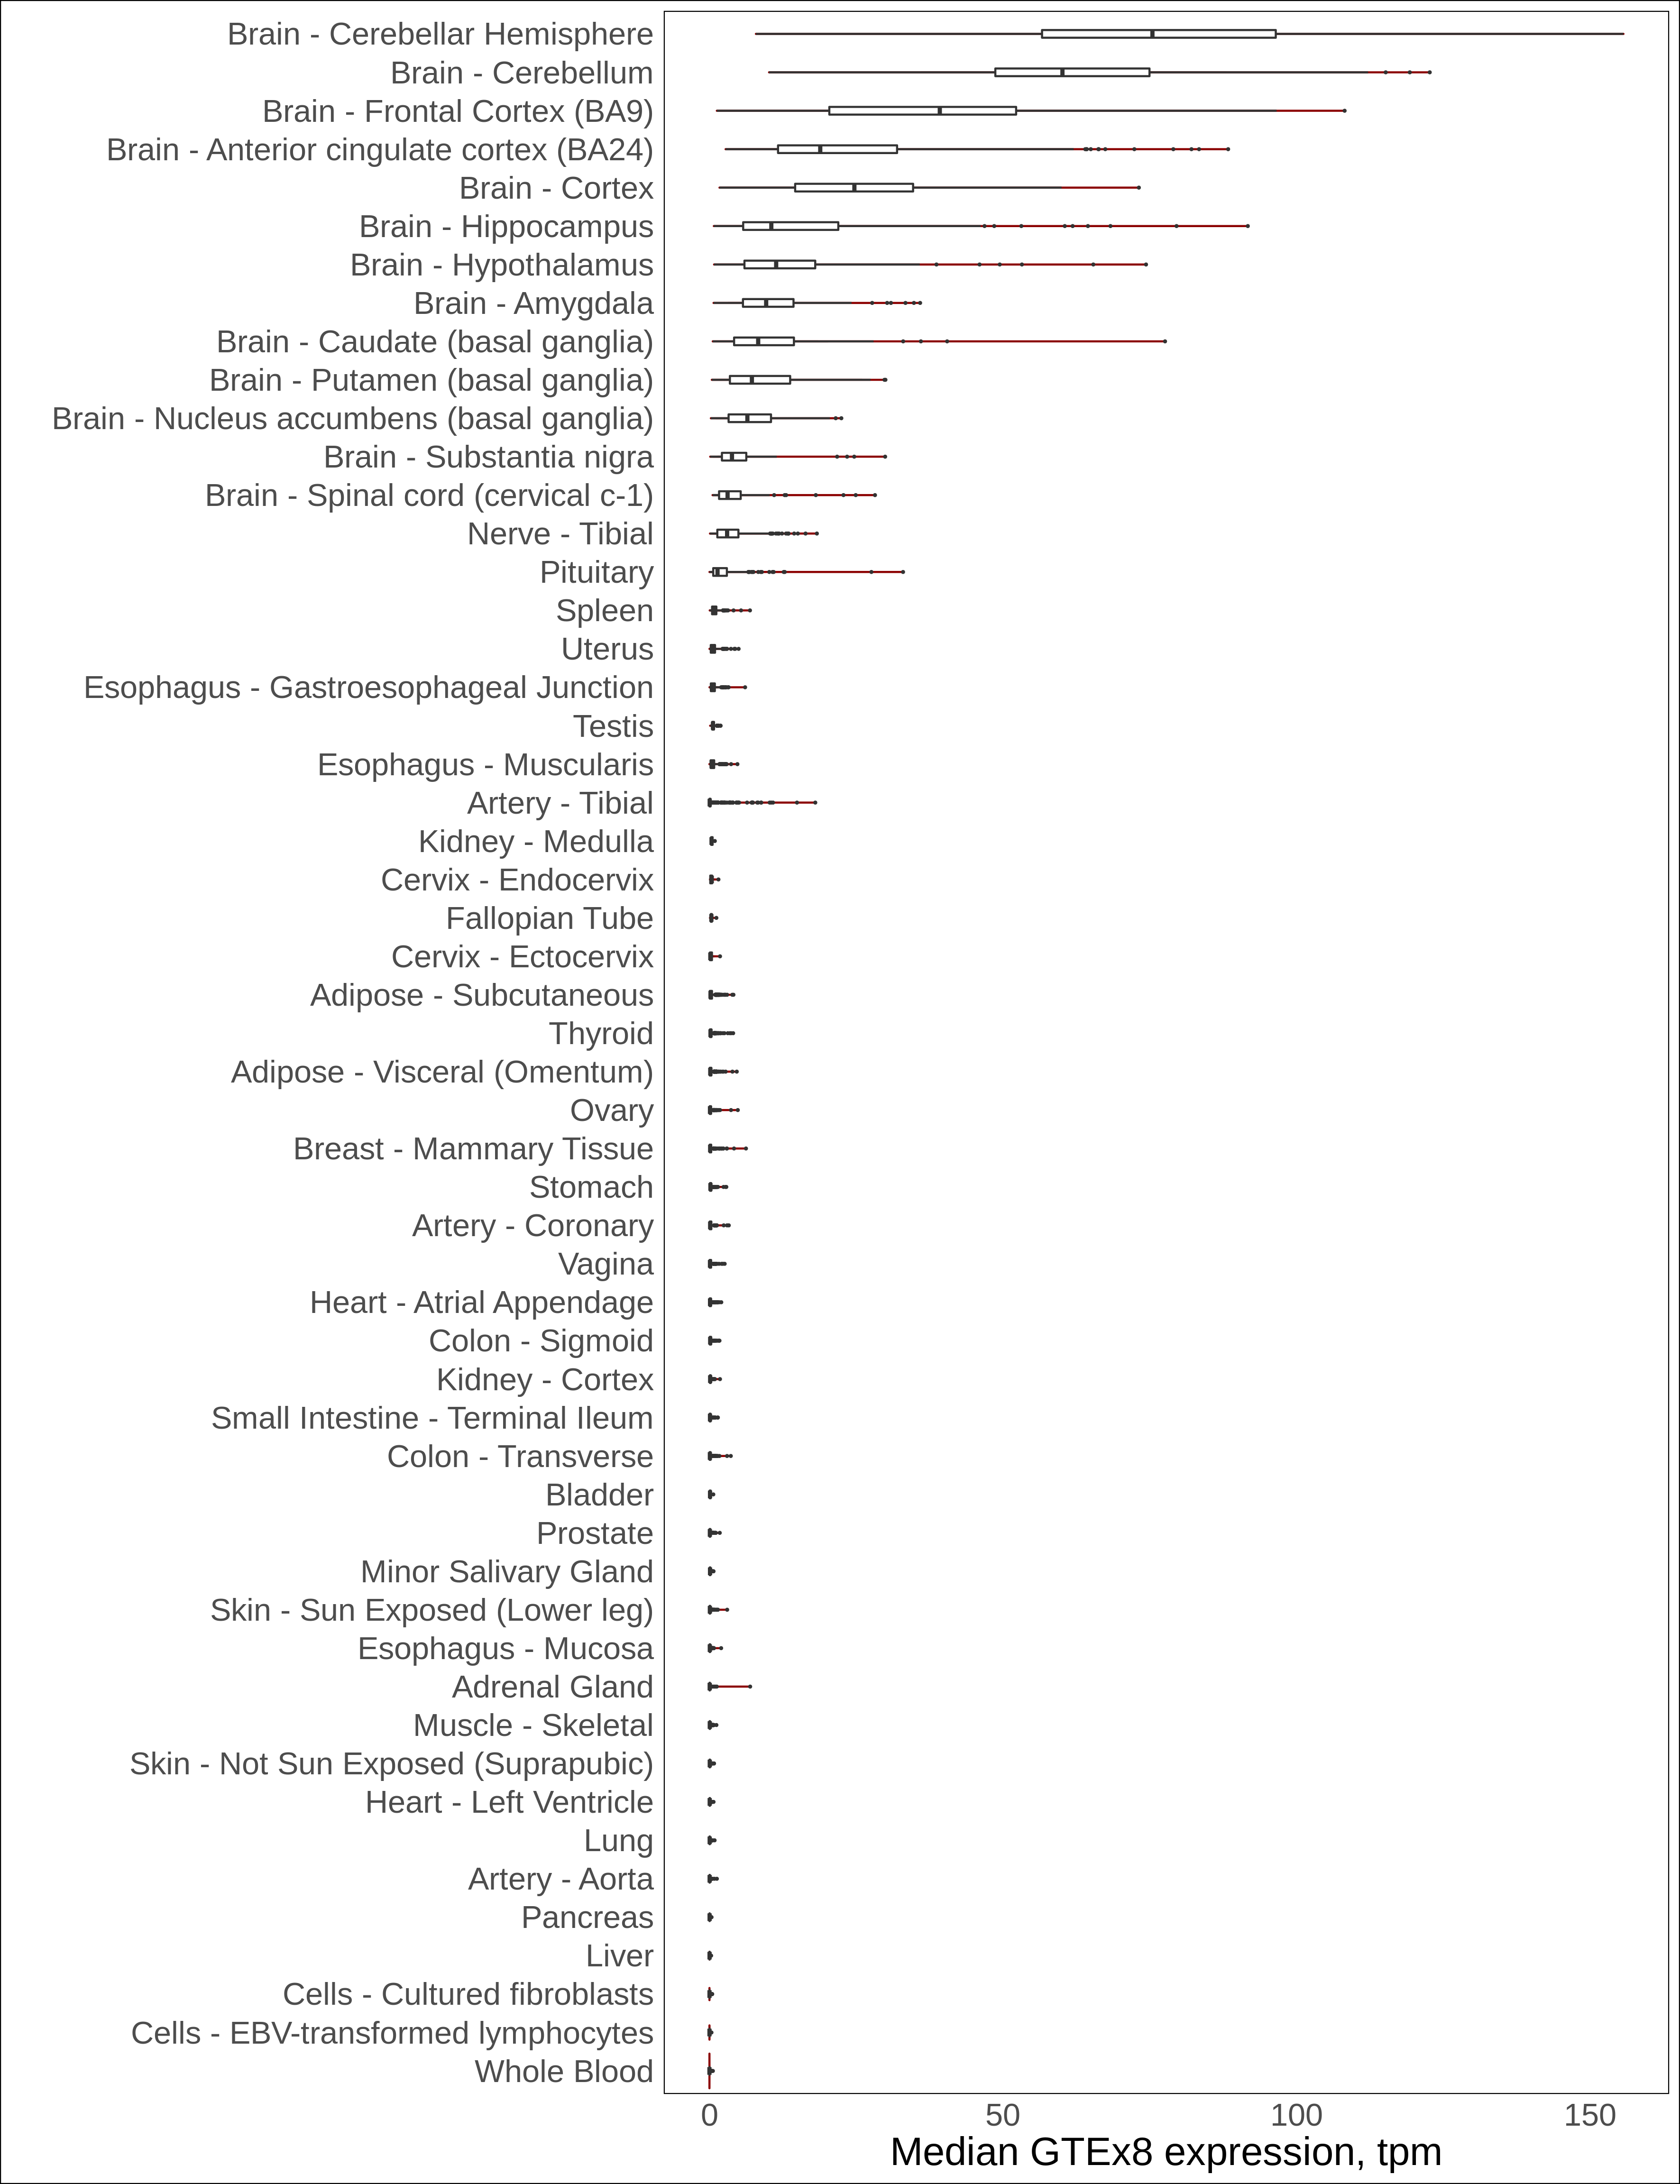 Brain - Cerebellar Hemisphere
Brain - Cerebellum
Brain - Frontal Cortex (BA9)
Brain - Anterior cingulate cortex (BA24)
Brain - Cortex
Brain - Hippocampus
Brain - Hypothalamus
Brain - Amygdala
Brain - Caudate (basal ganglia)
Brain - Putamen (basal ganglia)
Brain - Nucleus accumbens (basal ganglia)
Brain - Substantia nigra
Brain - Spinal cord (cervical c-1)
Nerve - Tibial
Pituitary
Spleen
Uterus
Esophagus - Gastroesophageal Junction
Testis
Esophagus - Muscularis
Artery - Tibial
Kidney - Medulla
Cervix - Endocervix
Fallopian Tube
Cervix - Ectocervix
Adipose - Subcutaneous
Thyroid
Adipose - Visceral (Omentum)
Ovary
Breast - Mammary Tissue
Stomach
Artery - Coronary
Vagina
Heart - Atrial Appendage
Colon - Sigmoid
Kidney - Cortex
Small Intestine - Terminal Ileum
Colon - Transverse
Bladder
Prostate
Minor Salivary Gland
Skin - Sun Exposed (Lower leg)
Esophagus - Mucosa
Adrenal Gland
Muscle - Skeletal
Skin - Not Sun Exposed (Suprapubic)
Heart - Left Ventricle
Lung
Artery - Aorta
Pancreas
Liver
Cells - Cultured fibroblasts
Cells - EBV-transformed lymphocytes
Whole Blood
0 50 100 150
Median GTEx8 expression, tpm